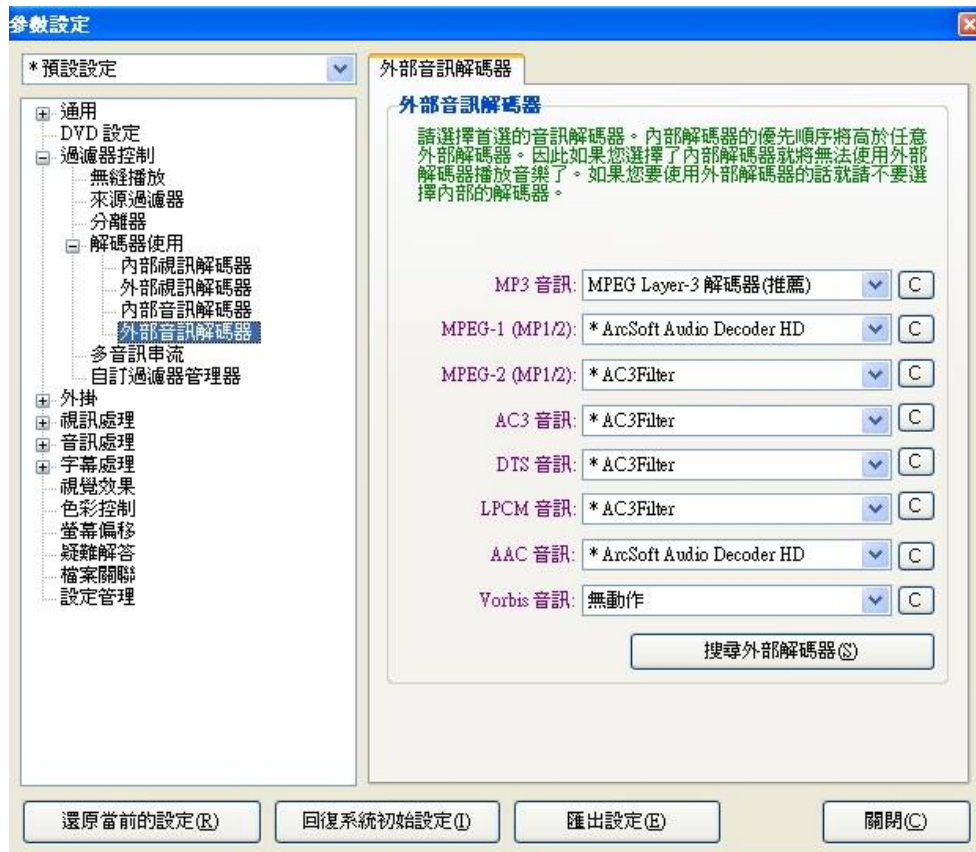 參數設定
*預設設定
通用
DVD 設定
過濾器控制
無縫播放
來源過濾器
分離器
解碼器使用
內部視訊解碼器
外部視訊解碼器
內部音訊解碼器
外部音訊解碼器
多音訊串流
自訂過濾器管理器
外掛
視訊處理
音訊處理
字幕處理
視覺效果
色彩控制
螢幕偏移
疑難解答
檔案關聯
設定管理
外部音訊解碼器
外部音訊解碼器
請選擇首選的音訊解碼器。內部解碼器的優先順序將高於任意
外部解碼器。因此如果您選擇了內部解碼器就將無法使用外部
解碼器播放音樂了。如果您要使用外部解碼器的話就請不要選
擇內部的解碼器。
MP3 音訊: MPEG Layer-3 解碼器(推薦) C
MPEG-1 (MP1/2): * ArcSoft Audio Decoder HD C
MPEG-2 (MP1/2): * AC3Filter C
AC3 音訊: * AC3Filter C
DTS 音訊: * AC3Filter C
LPCM 音訊: * AC3Filter C
AAC 音訊: * ArcSoft Audio Decoder HD C
Vorbis 音訊: 無動作 C
搜尋外部解碼器(S)
還原當前的設定(R)
回復系統初始設定(I)
匯出設定(E)
關閉(C)